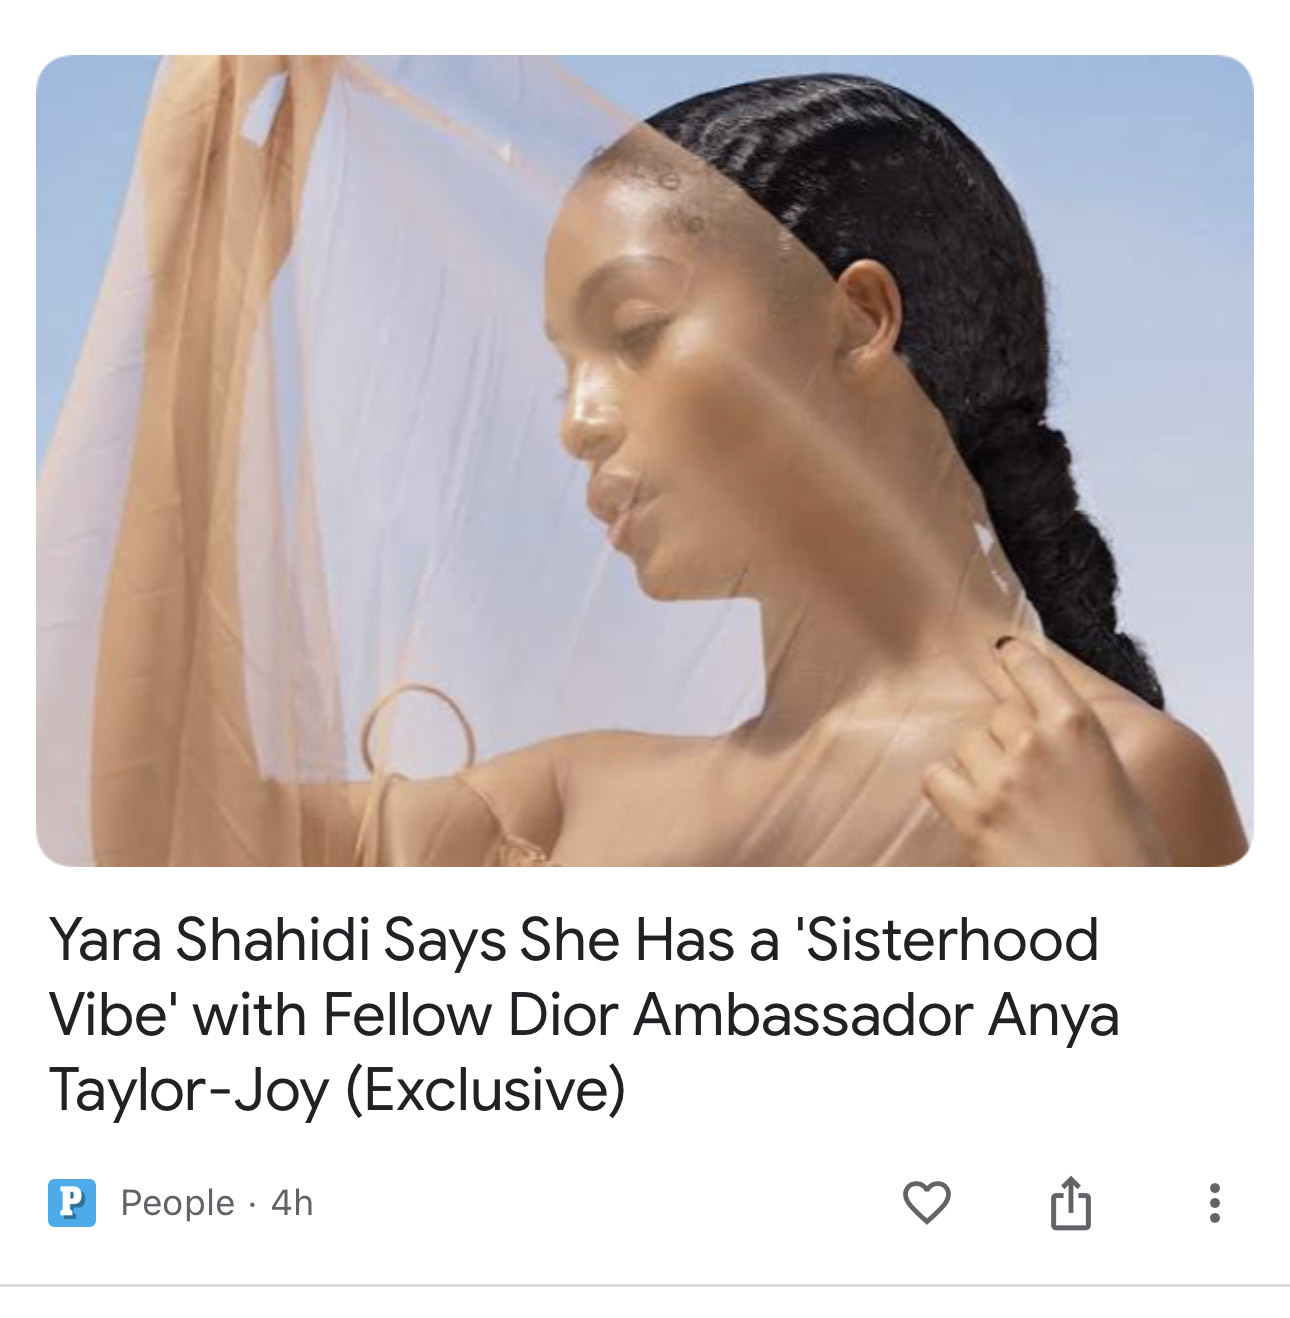 Yara Shahidi Says She Has a 'Sisterhood
Vibe' with Fellow Dior Ambassador Anya
Taylor-Joy (Exclusive)
P People · 4h